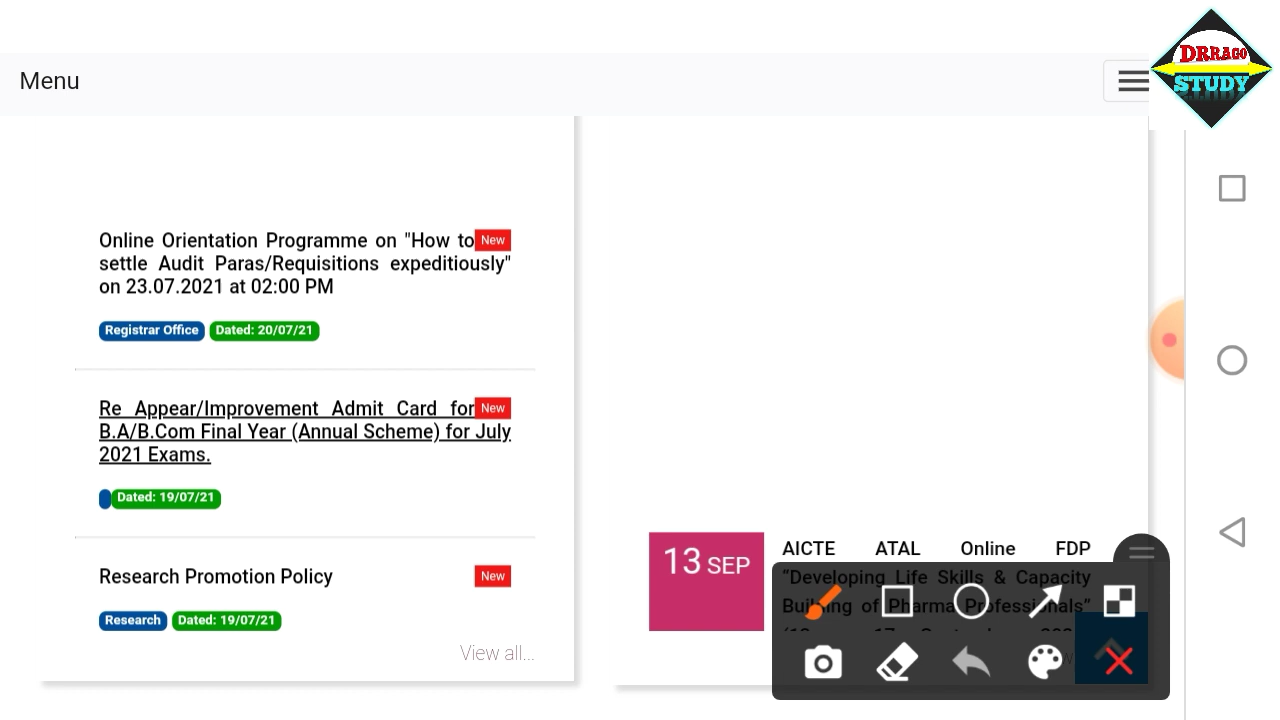 Menu
DRRAGO
STUDY
Online Orientation Programme on "How to New
settle Audit Paras/Requisitions expeditiously"
on 23.07.2021 at 02:00 PM
Registrar Office Dated: 20/07/21
Re Appear/Improvement Admit Card for New
B.A/B.Com Final Year (Annual Scheme) for July
2021 Exams.
Dated: 19/07/21
Research Promotion Policy New
Research Dated: 19/07/21
View all...
13 SEP
AICTE ATAL Online FDP
“Developing Life Skills & Capacity
Building of Pharma Professionals”